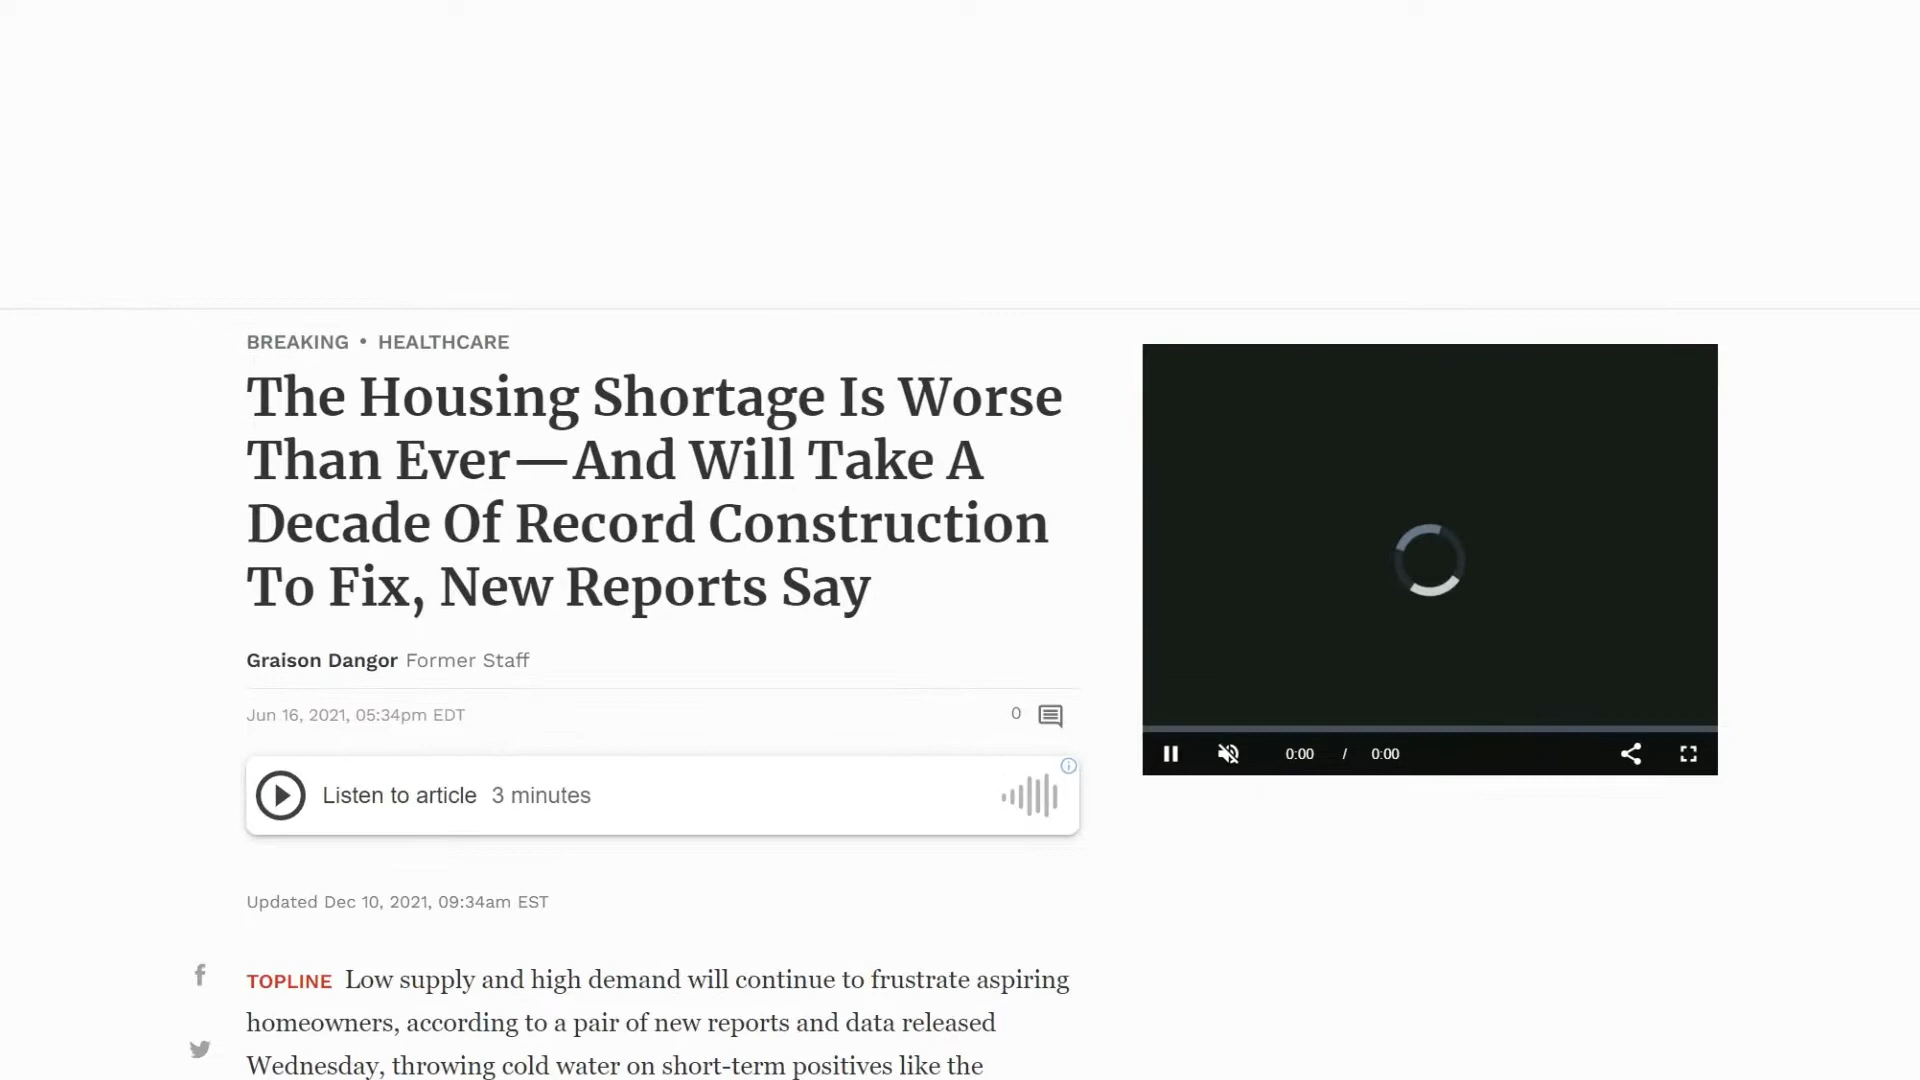 BREAKING • HEALTHCARE
The Housing Shortage Is Worse
Than Ever—And Will Take A
Decade Of Record Construction
To Fix, New Reports Say
Graison Dangor Former Staff
Jun 16, 2021, 05:34pm EDT
0
Listen to article 3 minutes
0:00 / 0:00
Updated Dec 10, 2021, 09:34am EST
TOPLINE Low supply and high demand will continue to frustrate aspiring
homeowners, according to a pair of new reports and data released
Wednesday, throwing cold water on short-term positives like the